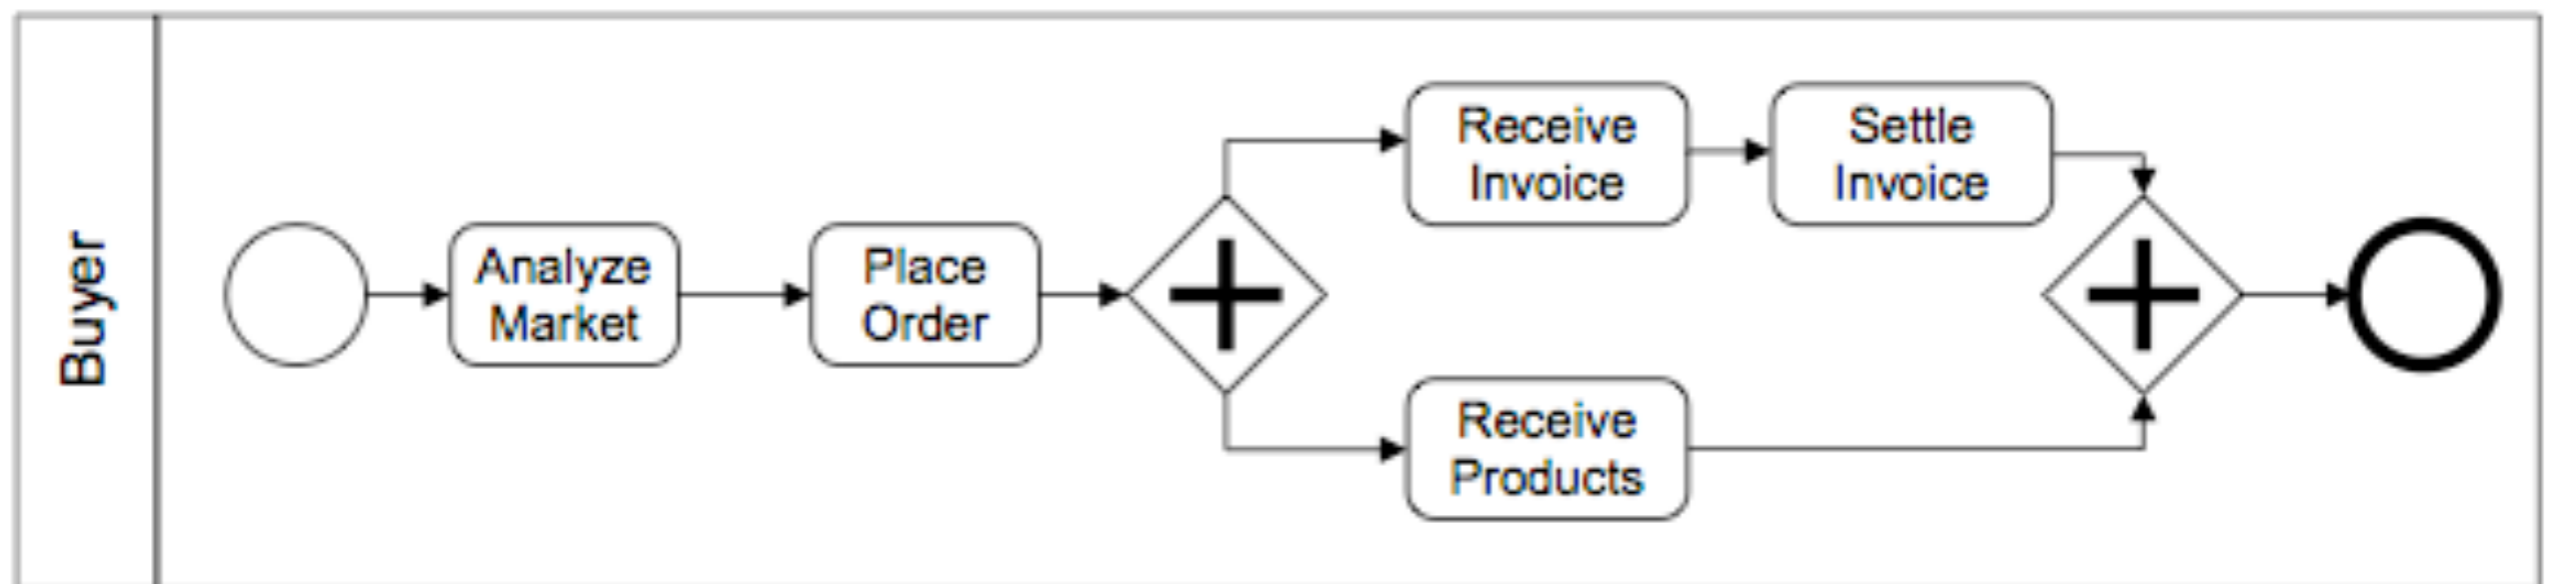 Buyer
Analyze
Market
Place
Order
Receive
Invoice
Settle
Invoice
Receive
Products